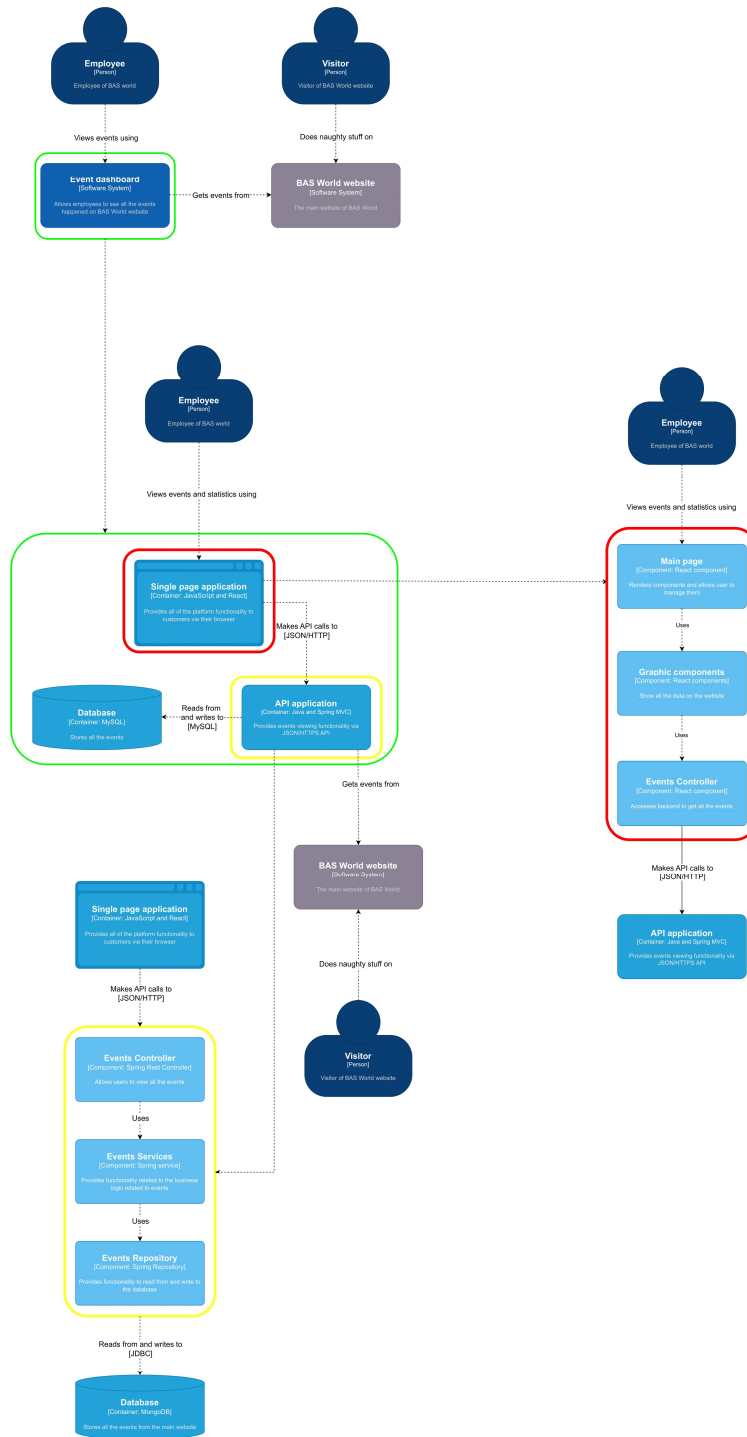 Employee
[Person]
Employee of BAS world
Visitor
[Person]
Visitor of BAS World website
Views events using
Does naughty stuff on
Event dashboard
[Software System]
Allows employees to see all the events
happened on BAS World website
Gets events from
BAS World website
[Software System]
The main website of BAS World
Employee
[Person]
Employee of BAS world
Views events and statistics using
Single page application
[Container: JavaScript and React]
Provides all of the platform functionality to
customers via their browser
Makes API calls to
[JSON/HTTP]
Database
[Container: MySQL]
Stores all the events
Reads from
and writes to
[MySQL]
API application
[Container: Java and Spring MVC]
Provides events viewing functionality via
JSON/HTTPS API
Gets events from
BAS World website
[Software System]
The main website of BAS World
Does naughty stuff on
Visitor
[Person]
Visitor of BAS World website
Employee
[Person]
Employee of BAS world
Views events and statistics using
Main page
[Component: React component]
Renders components and allows user to
manage them
Uses
Graphic components
[Component: React components]
Show all the data on the website
Uses
Events Controller
[Component: React component]
Accesses backend to get all the events
Makes API calls to
[JSON/HTTP]
API application
[Container: Java and Spring MVC]
Provides events viewing functionality via
JSON/HTTPS API
Single page application
[Container: JavaScript and React]
Provides all of the platform functionality to
customers via their browser
Makes API calls to
[JSON/HTTP]
Events Controller
[Component: Spring Rest Controller]
Allows users to view all the events
Uses
Events Services
[Component: Spring service]
Provides functionality related to the business
logic related to events
Uses
Events Repository
[Component: Spring Repository]
Provides functionality to read from and write to
the database
Reads from and writes to
[JDBC]
Database
[Container: MongoDB]
Stores all the events from the main website